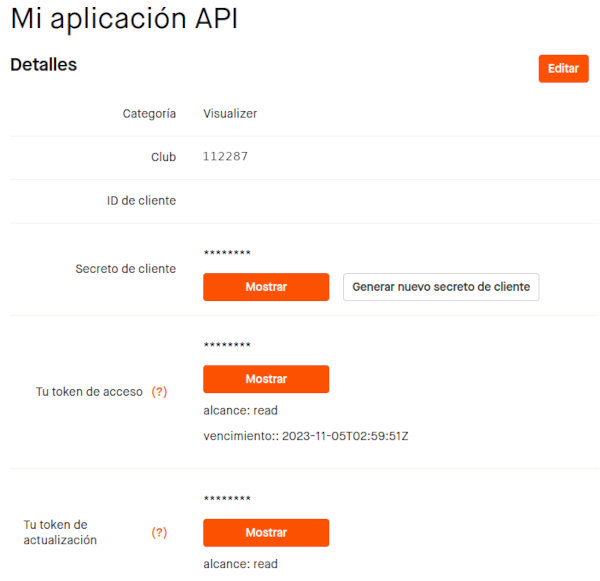 Mi aplicación API
Detalles
Editar
Categoría Visualizer
Club 112287
ID de cliente
********
Secreto de cliente
Mostrar Generar nuevo secreto de cliente
********
Mostrar
Tu token de acceso (?)
alcance: read
vencimiento:: 2023-11-05T02:59:51Z
********
Tu token de
actualización (?)
Mostrar
alcance: read